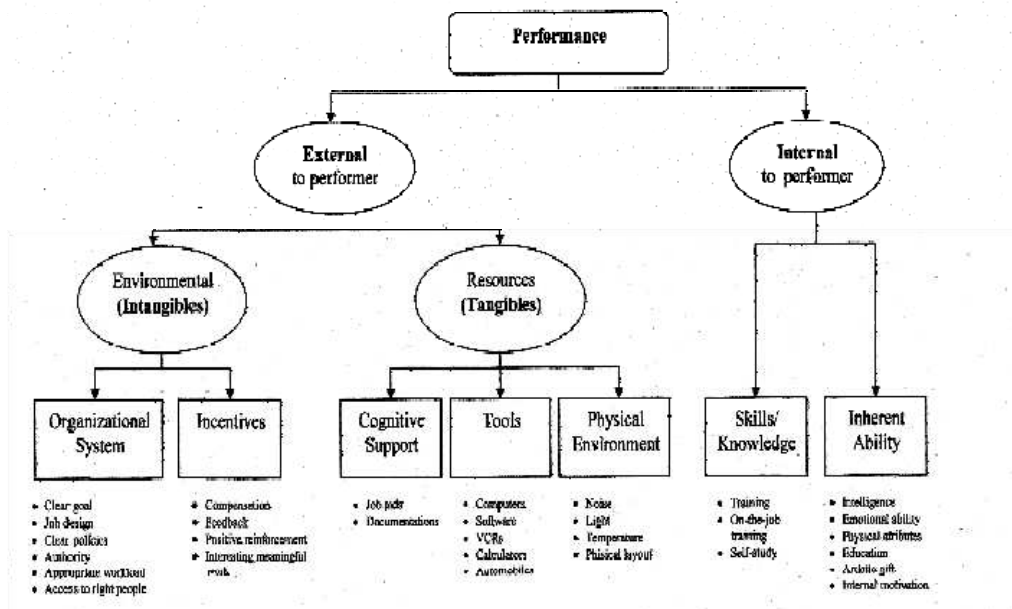 Performance
External
to performer
Internal
to performer
Environmental
(Intangibles)
Resources
(Tangibles)
Organizational
System
Incentives
Cognitive
Support
Tools
Physical
Environment
Skills/
Knowledge
Inherent
Ability
Clear goal
Job design
Clear policies
Authority
Appropriate workload
Access to right people
Compensation
Feedback
Positive reinforcement
Interesting meaningful
work
Job aids
Documentations
Computers
Software
VCRs
Calculators
Automobiles
Noise
Light
Temperature
Phisical layout
Training
On-the-job
training
Self-study
Intelligence
Emotional ability
Physical attributes
Education
gift
Internal motivation